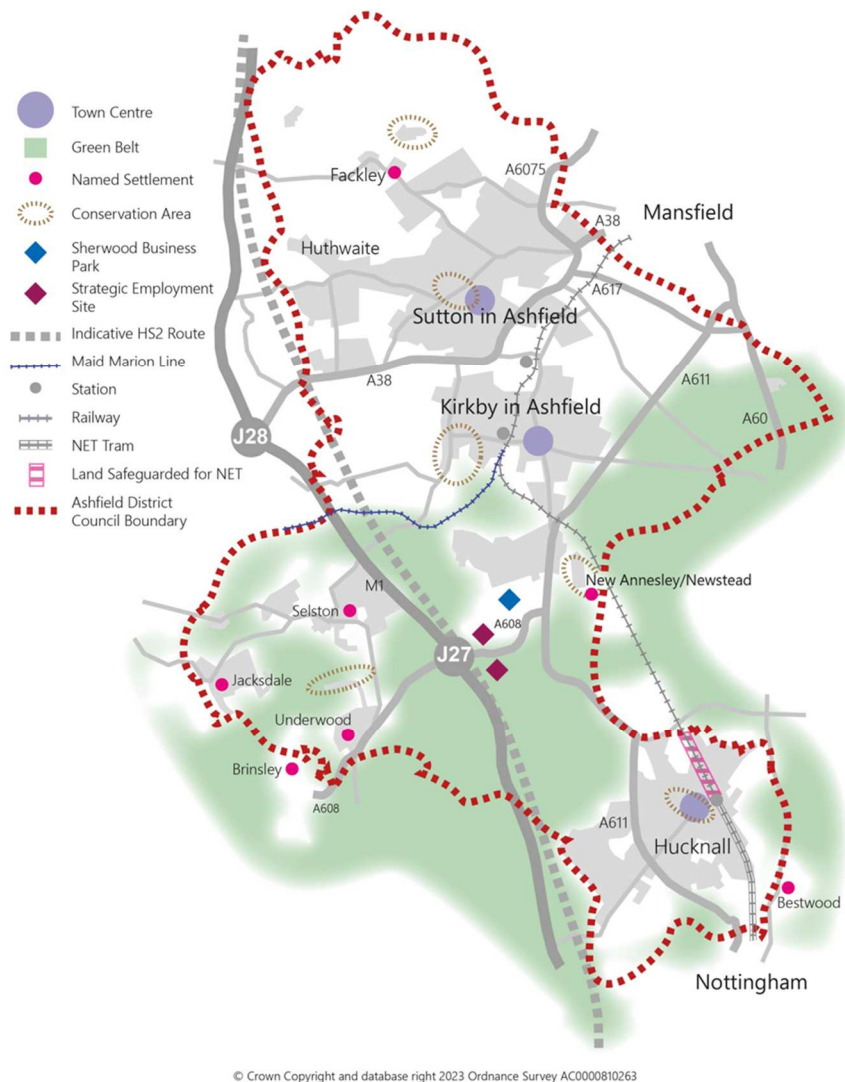 Town Centre
Green Belt
Named Settlement
Conservation Area
Sherwood Business
Park
Strategic Employment
Site
Indicative HS2 Route
Maid Marion Line
Station
Railway
NET Tram
Land Safeguarded for NET
Ashfield District
Council Boundary
Fackley
A6075
A38
Mansfield
Huthwaite
A617
Sutton in Ashfield
A38
A611
Kirkby in Ashfield
A60
J28
New Annesley/Newstead
M1
Selston
A608
J27
Jacksdale
Underwood
Brinsley
A608
A611
Hucknall
Bestwood
Nottingham
© Crown Copyright and database right 2023 Ordnance Survey AC0000810263